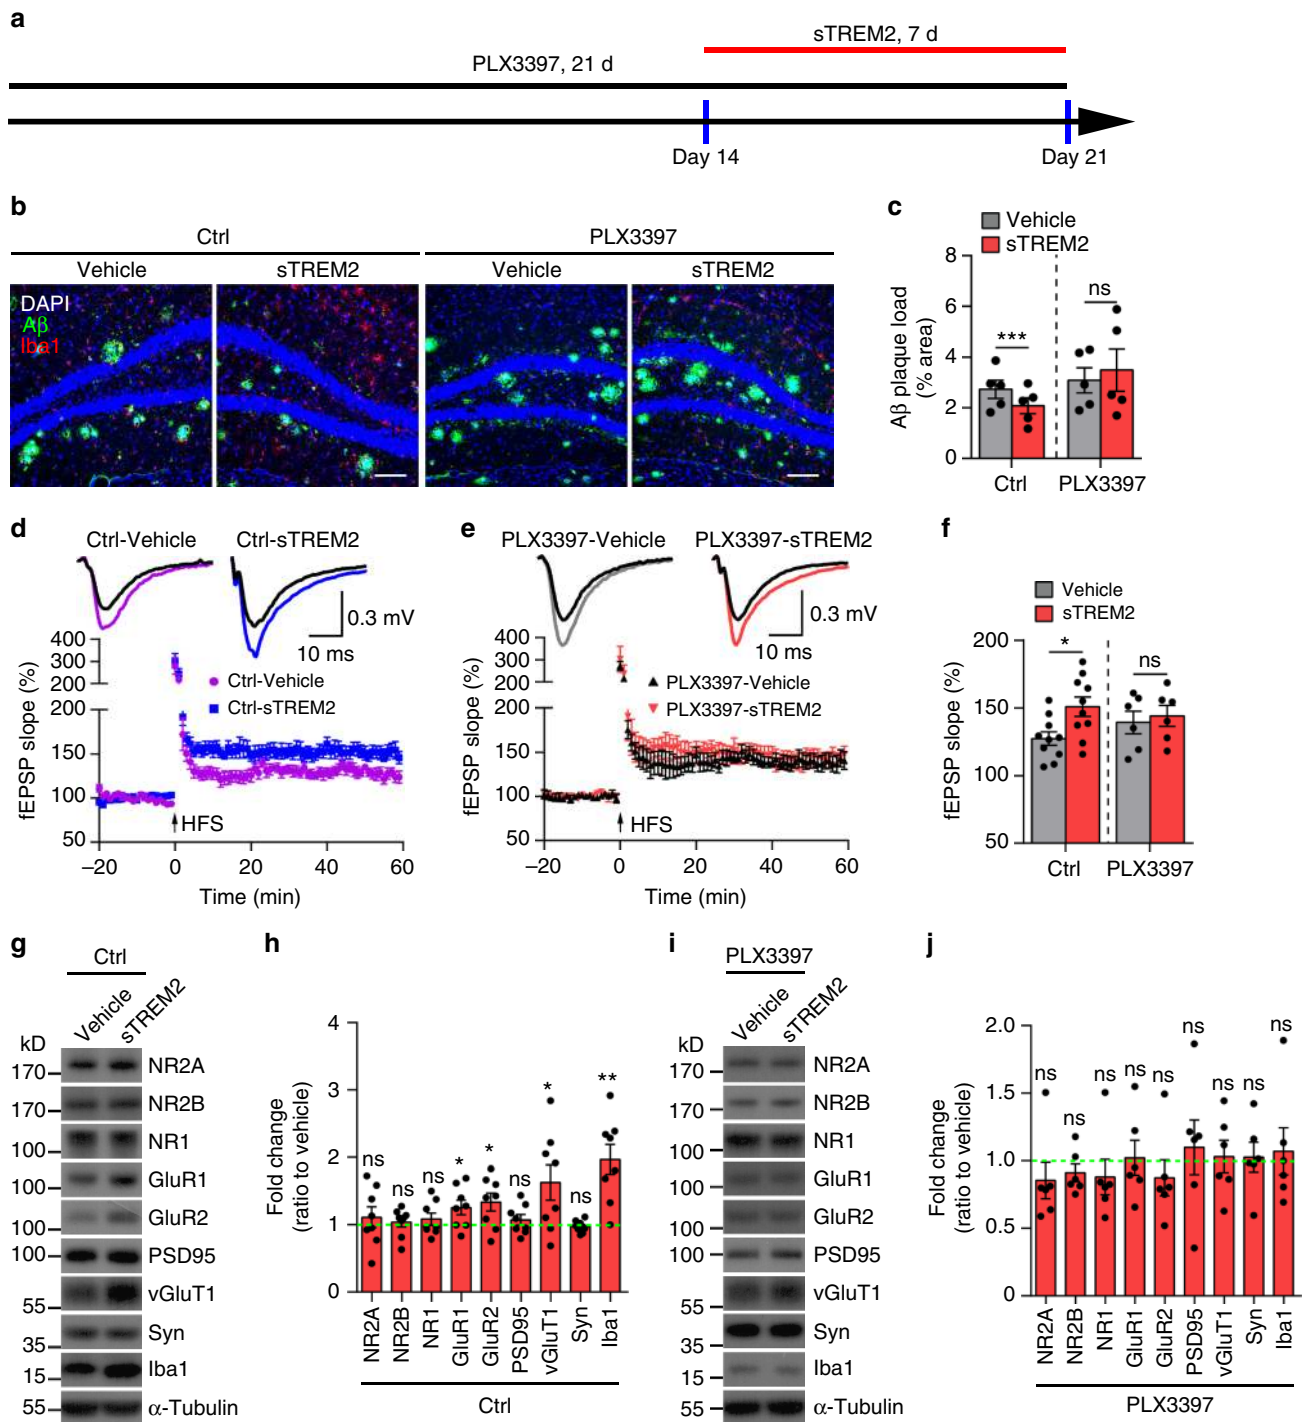 a
sTREM2, 7 d
PLX3397, 21 d
Day 14
Day 21
b
Ctrl
PLX3397
Vehicle
sTREM2
Vehicle
sTREM2
DAPI
Aβ
Iba1
c
Vehicle
sTREM2
Aβ plaque load
(% area)
8
6
4
2
0
***
ns
Ctrl
PLX3397
d
Ctrl-Vehicle
Ctrl-sTREM2
0.3 mV
10 ms
400
300
200
200
150
100
50
fEPSP slope (%)
Ctrl-Vehicle
Ctrl-sTREM2
HFS
–20
0
20
40
60
Time (min)
e
PLX3397-Vehicle
PLX3397-sTREM2
0.3 mV
10 ms
400
300
200
200
150
100
50
fEPSP slope (%)
PLX3397-Vehicle
PLX3397-sTREM2
HFS
–20
0
20
40
60
Time (min)
f
Vehicle
sTREM2
fEPSP slope (%)
200
150
100
50
*
ns
Ctrl
PLX3397
g
Ctrl
Vehicle
sTREM2
kD
170
NR2A
170
NR2B
100
NR1
GluR1
100
GluR2
100
PSD95
55
vGluT1
35
Syn
15
Iba1
55
α-Tubulin
h
Fold change
(ratio to vehicle)
4
3
2
1
0
ns
ns
ns
*
*
ns
*
ns
**
NR2A
NR2B
NR1
GluR1
GluR2
PSD95
vGluT1
Syn
Iba1
Ctrl
i
PLX3397
Vehicle
sTREM2
kD
170
NR2A
170
NR2B
100
NR1
100
GluR1
100
GluR2
100
PSD95
55
vGluT1
35
Syn
15
Iba1
55
α-Tubulin
j
Fold change
(ratio to vehicle)
2.0
1.5
1.0
0.5
0
ns
ns
ns
ns
ns
ns
ns
ns
ns
NR2A
NR2B
NR1
GluR1
GluR2
PSD95
vGluT1
Syn
Iba1
PLX3397